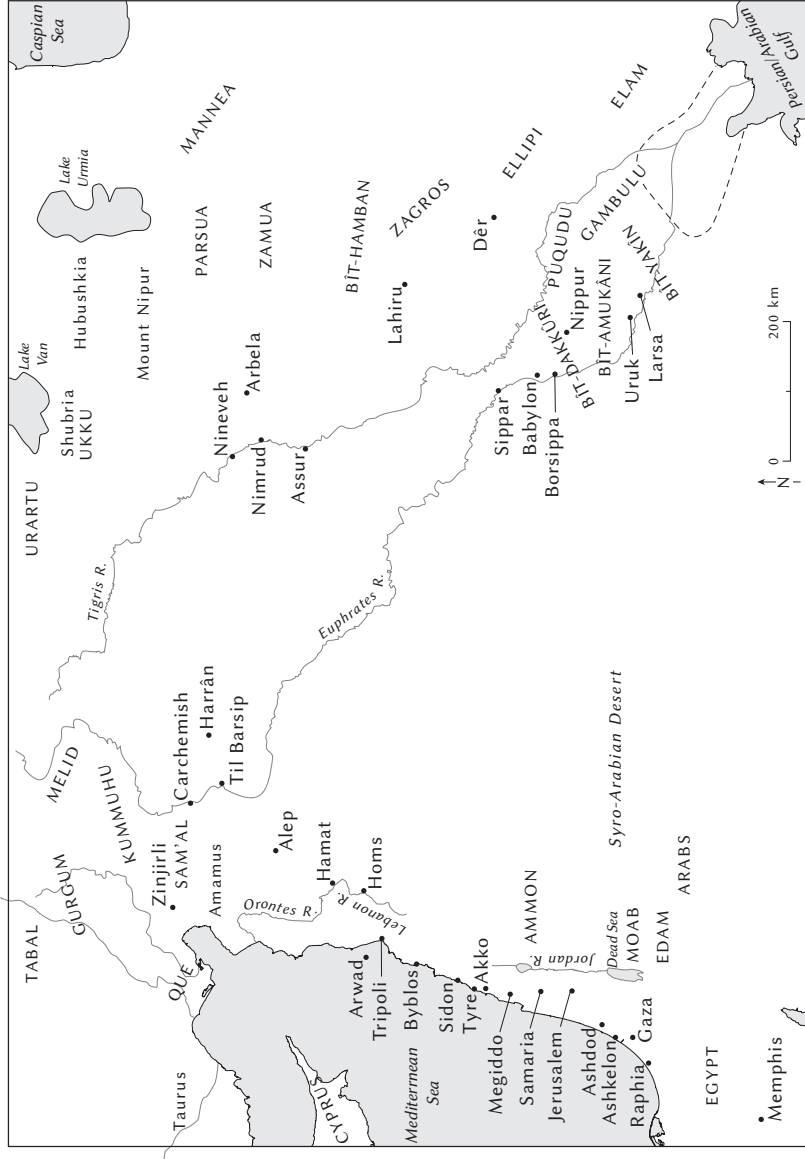 Caspian
Sea
Lake
Urmia
Lake
Van
MANNEA
Hubushkia
Shubria
UKKU
URARTU
Mount Nipur
PARSUA
ZAMUA
Arbela
Nineveh
Nimrud
Assur
Tigris R.
BÎT-HAMBAN
ZAGROS
Lahiru
ELLIPI
ELAM
Dêr
Persian/Arabian
Gulf
PUQUDU
GAMBULU
Sippar
Babylon
Borsippa
BÎT-DAKKŪRI
Nippur
BÎT-AMUKÂNI
BÎT-YAKÎN
Uruk
Larsa
Euphrates R.
TABAL
GURGUM
MELID
KUMMUHU
Carchemish
Harrân
Til Barsip
Zinjirli
SAM’AL
Amamus
QUE
Taurus
Alep
Hamat
Homs
Orontes R.
Lebanon R.
CYPRUS
Mediterrnean
Sea
Arwad
Tripoli
Byblos
Sidon
Tyre
Akko
Megiddo
Samaria
Jerusalem
Ashdod
Ashkelon
Gaza
Raphia
AMMON
Jordan R.
Dead Sea
MOAB
EDAM
ARABS
Syro-Arabian Desert
EGYPT
Memphis
N
0
200 km